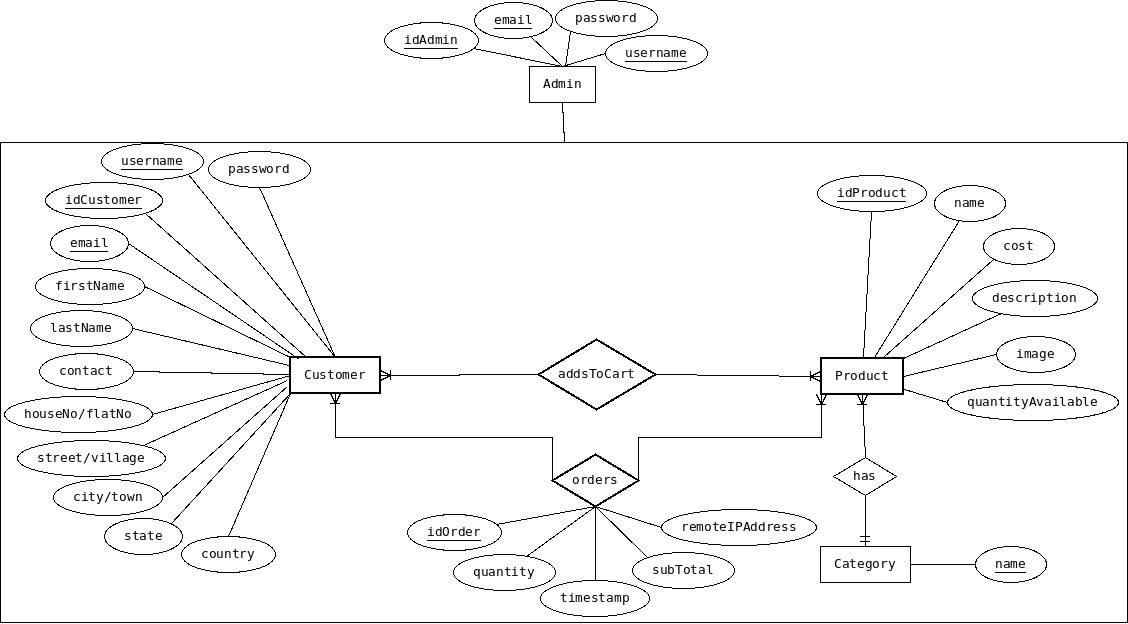 email
password
idAdmin
username
Admin
username
password
idCustomer
email
firstName
lastName
contact
houseNo/flatNo
street/village
city/town
state
country
Customer
addsToCart
idProduct
name
cost
description
image
quantityAvailable
Product
orders
idOrder
quantity
timestamp
subTotal
remoteIPAddress
has
Category
name